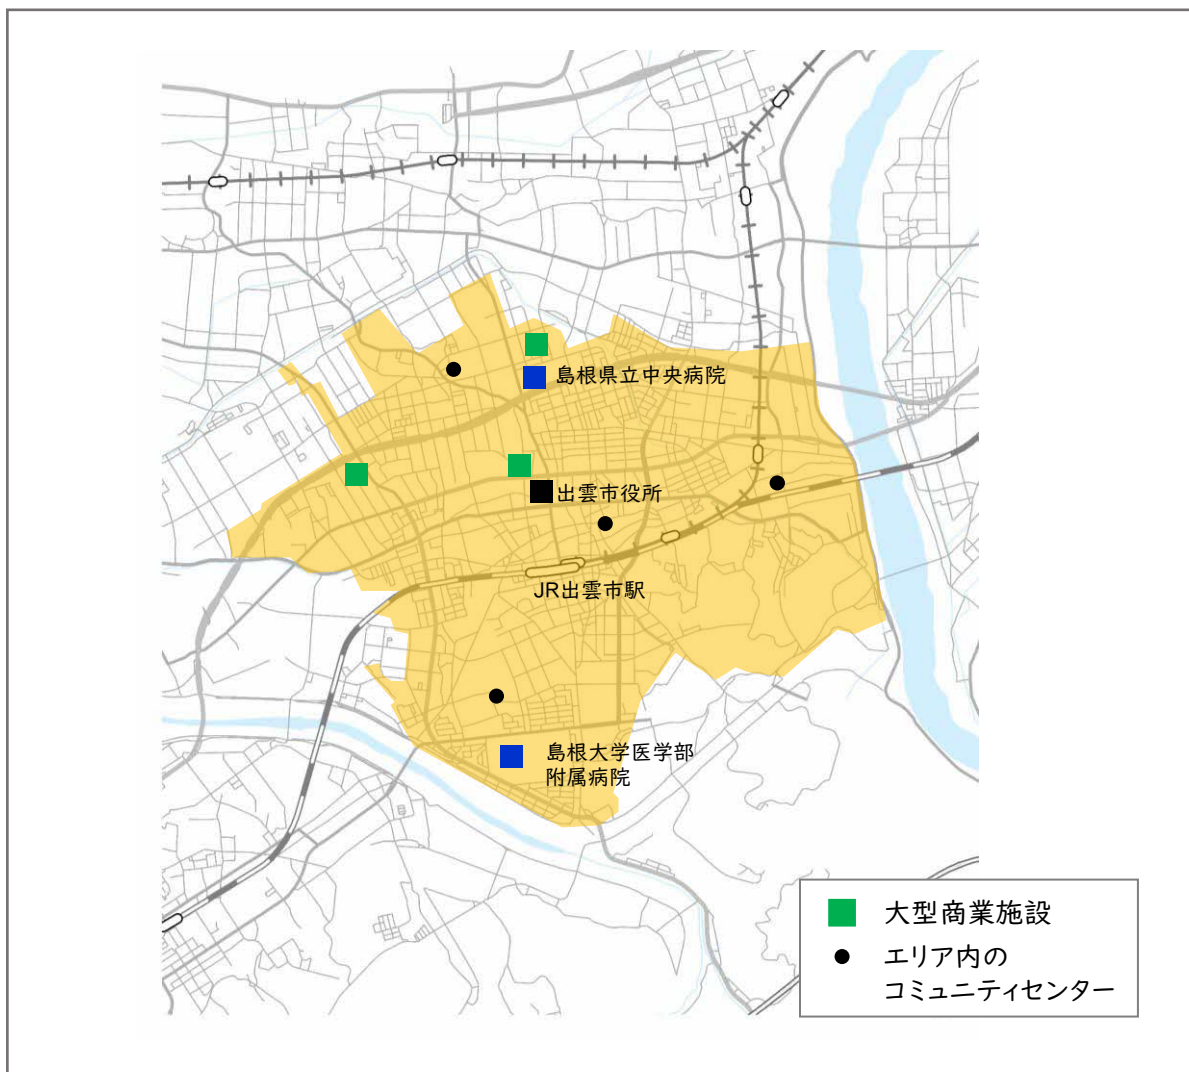 島根県立中央病院
出雲市役所
JR出雲市駅
島根大学医学部
附属病院
大型商業施設
エリア内の
コミュニティセンター